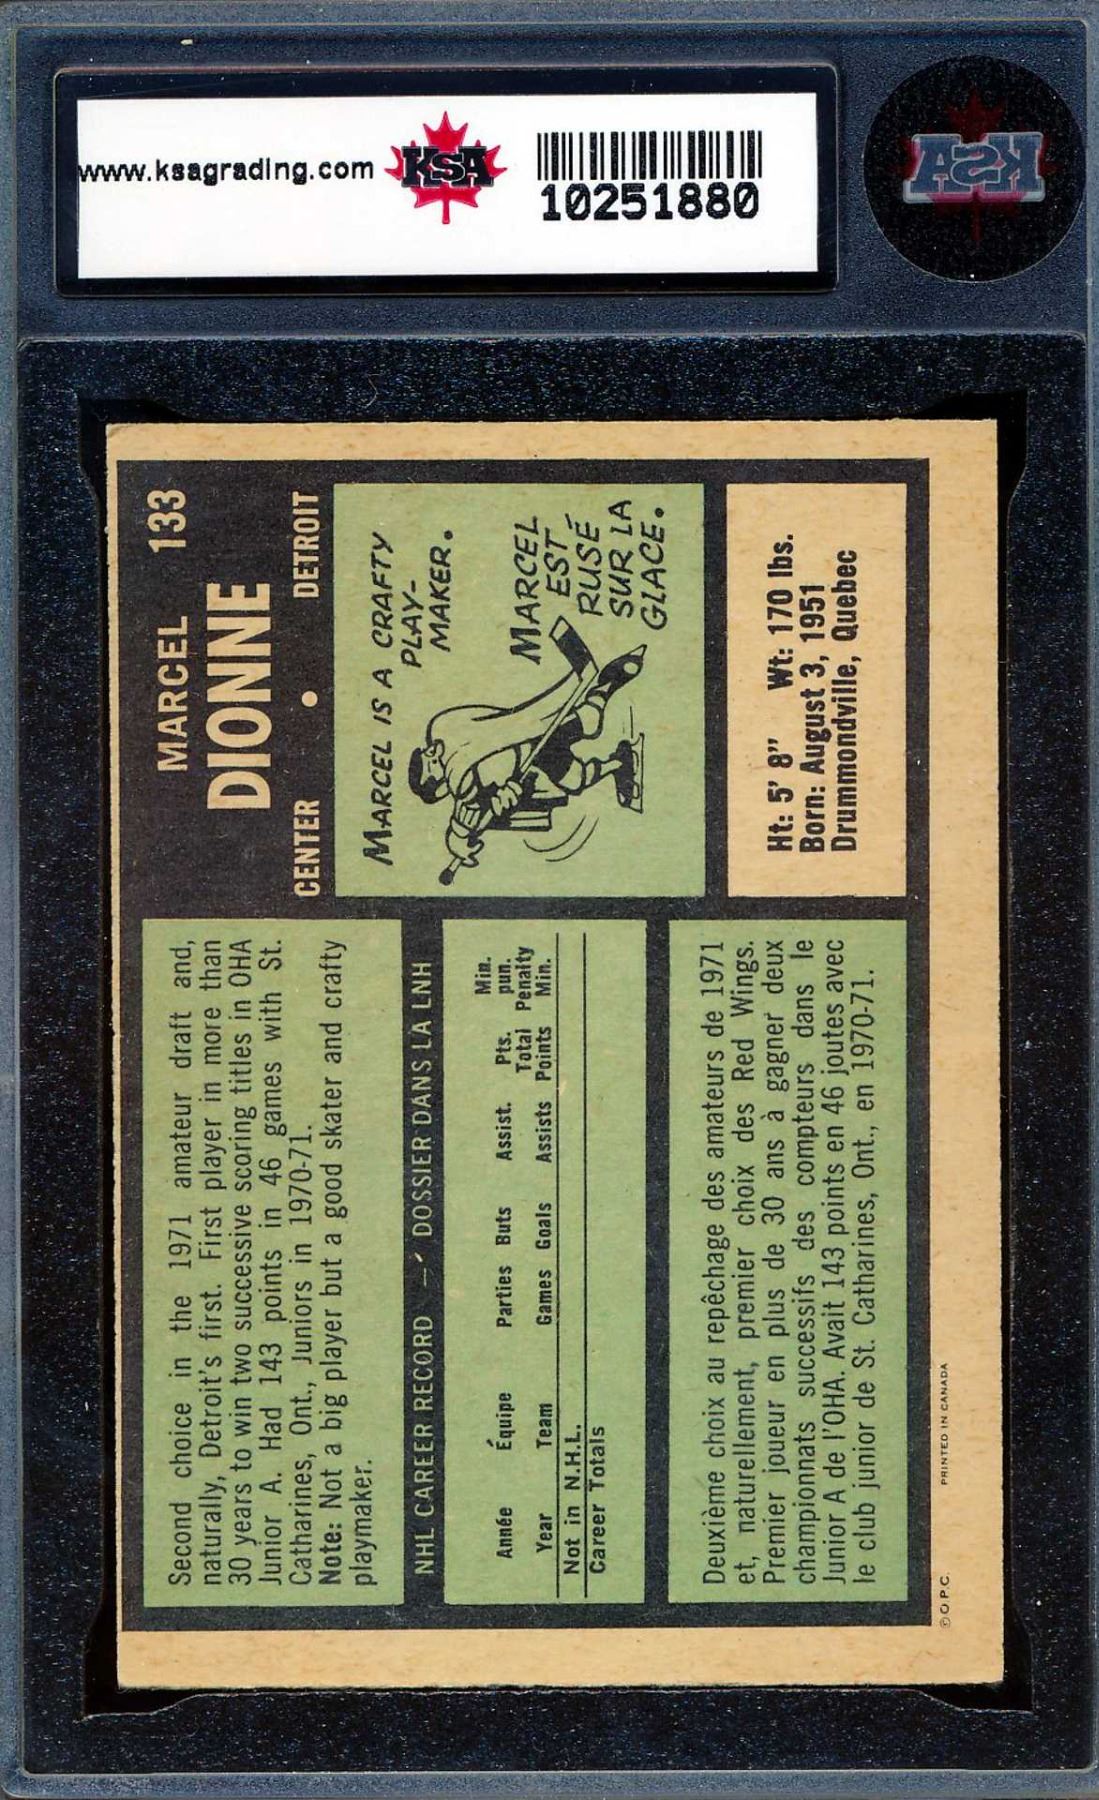 www.ksagrading.com
KSA
10251880
KSA
MARCEL 133
DIONNE
CENTER • DETROIT
Second choice in the 1971 amateur draft and,
naturally, Detroit's first. First player in more than
30 years to win two successive scoring titles in OHA
Junior A. Had 143 points in 46 games with St.
Catharines, Ont., Juniors in 1970-71.
Note: Not a big player but a good skater and crafty
playmaker.
MARCEL IS A CRAFTY
PLAY-
MAKER.
MARCEL
EST
RUSÉ
SUR LA
GLACE.
NHL CAREER RECORD — DOSSIER DANS LA LNH
Année Équipe Parties Buts Assist. Pts. Min. pun.
Year Team Games Goals Assists Total Points Penalty Min.
Not in N.H.L.
Career Totals
Deuxième choix au repêchage des amateurs de 1971
et, naturellement, premier choix des Red Wings.
Premier joueur en plus de 30 ans à gagner deux
championnats successifs des compteurs dans le
Junior A de l'OHA. Avait 143 points en 46 joutes avec
le club junior de St. Catharines, Ont., en 1970-71.
Ht: 5' 8" Wt: 170 lbs.
Born: August 3, 1951
Drummondville, Quebec
© O.P.C. PRINTED IN CANADA